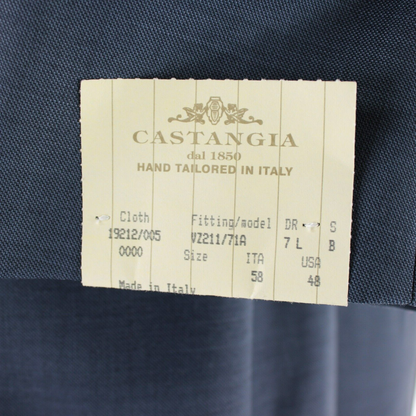 CASTANGIA
dal 1850
HAND TAILORED IN ITALY
Cloth Fitting/model DR S
19212/005 VZ211/71A 7 L B
0000 Size ITA USA
58 48
Made in Italy